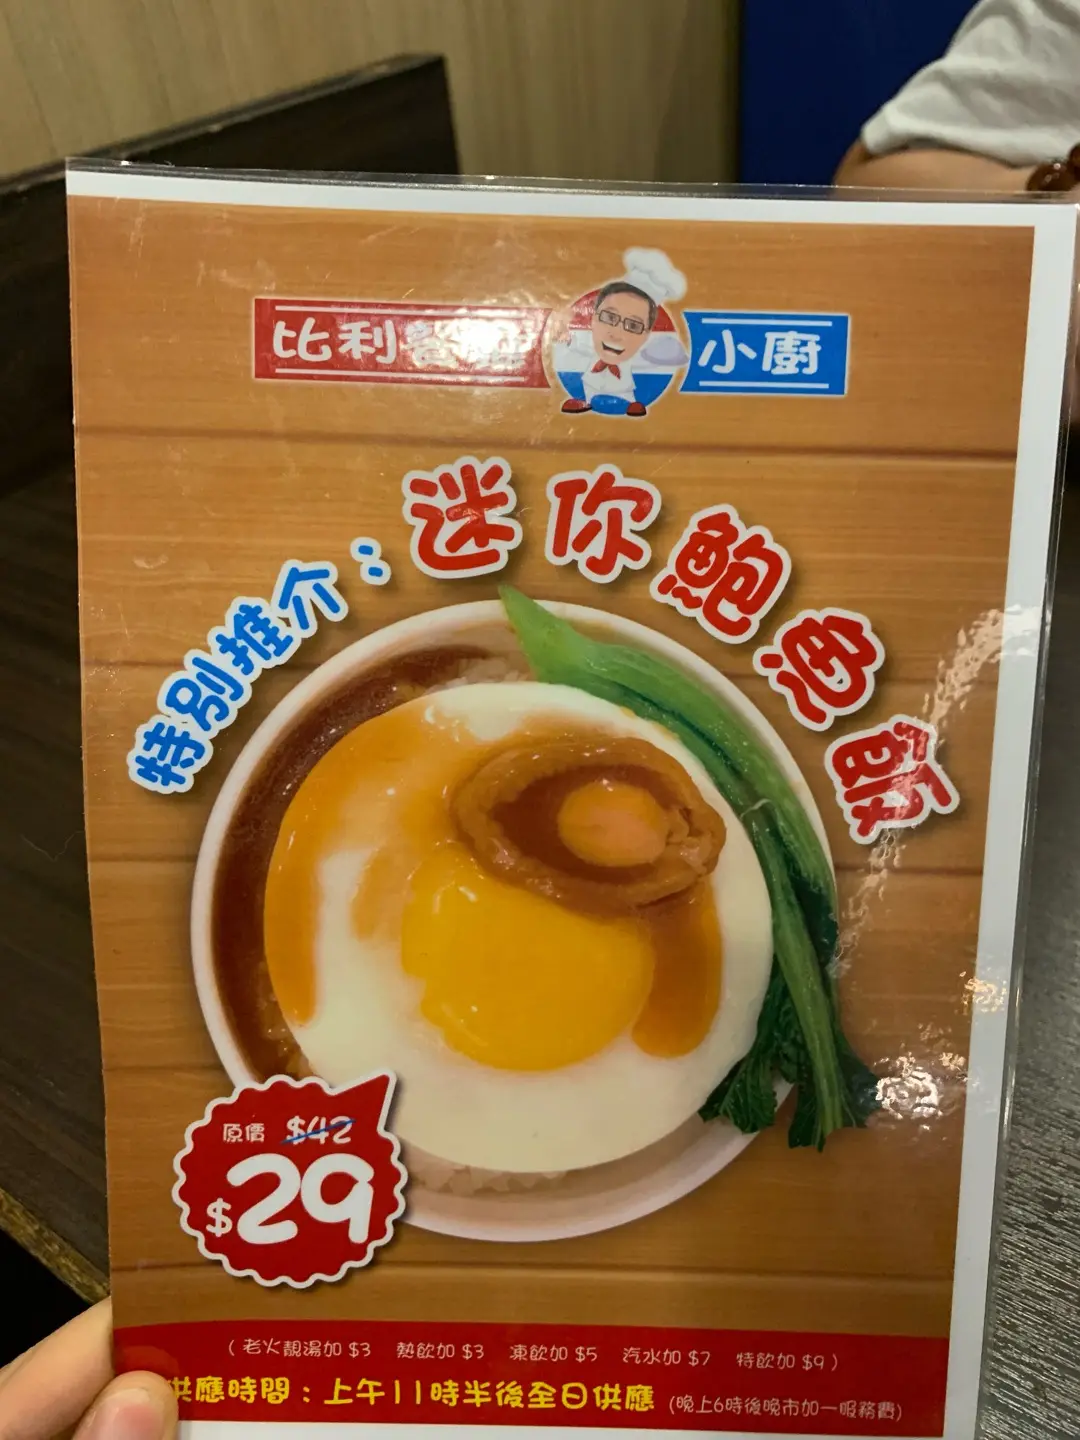 比利
小廚
特別推介：
迷你鮑魚飯
原價 $42
$29
（老火靚湯加 $3 熱飲加 $3 凍飲加 $5 汽水加 $7 特飲加 $9）
供應時間：上午11時半後全日供應 (晚上6時後晚市加一服務費)